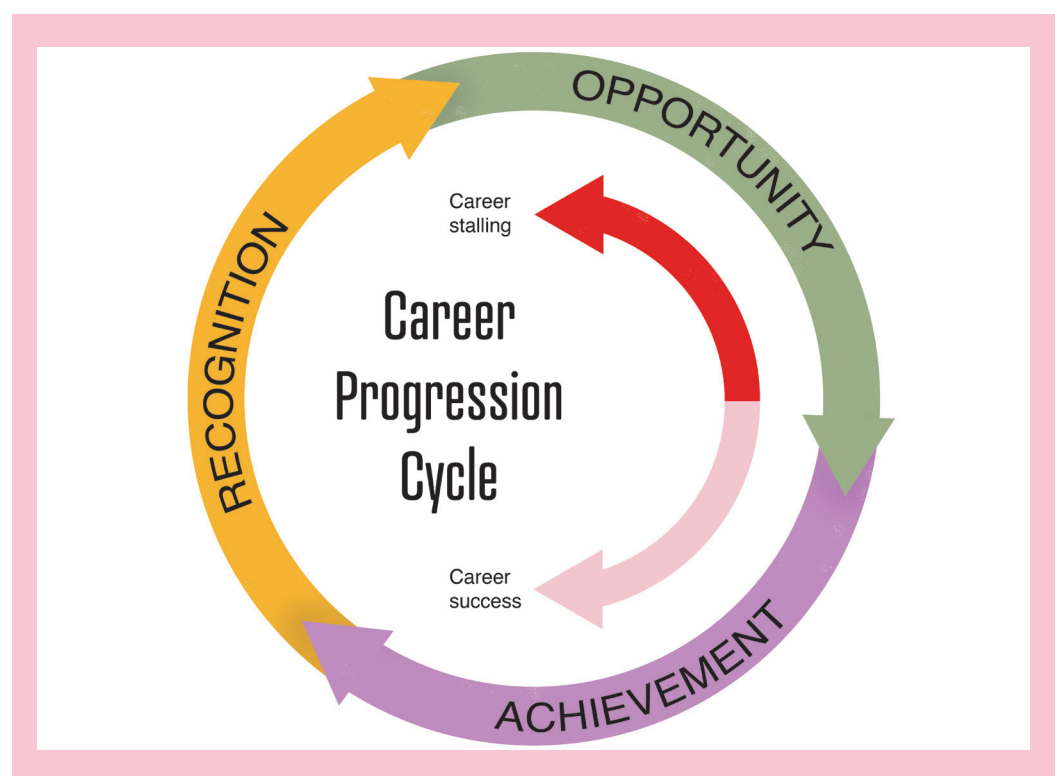 OPPORTUNITY
Career
stalling
RECOGNITION
Career
Progression
Cycle
Career
success
ACHIEVEMENT